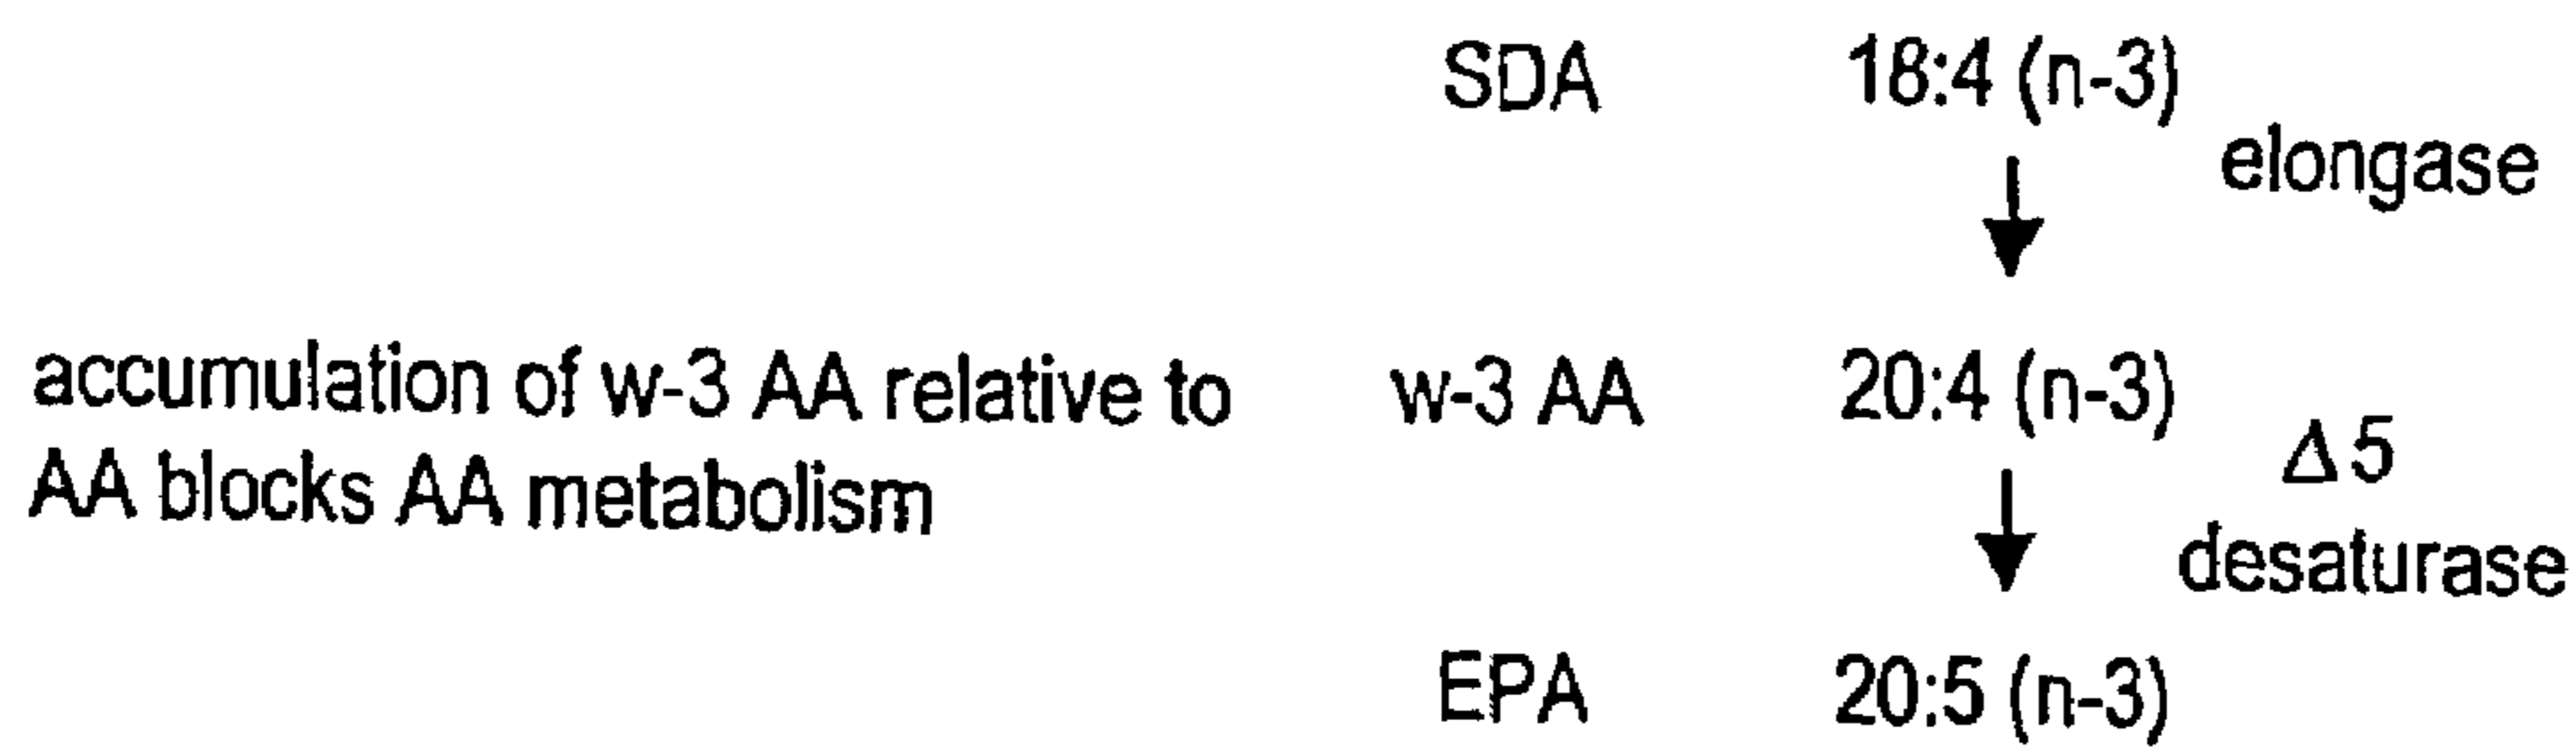 SDA 18:4 (n-3)
elongase
accumulation of w-3 AA relative to
AA blocks AA metabolism
w-3 AA 20:4 (n-3)
Δ5
desaturase
EPA 20:5 (n-3)